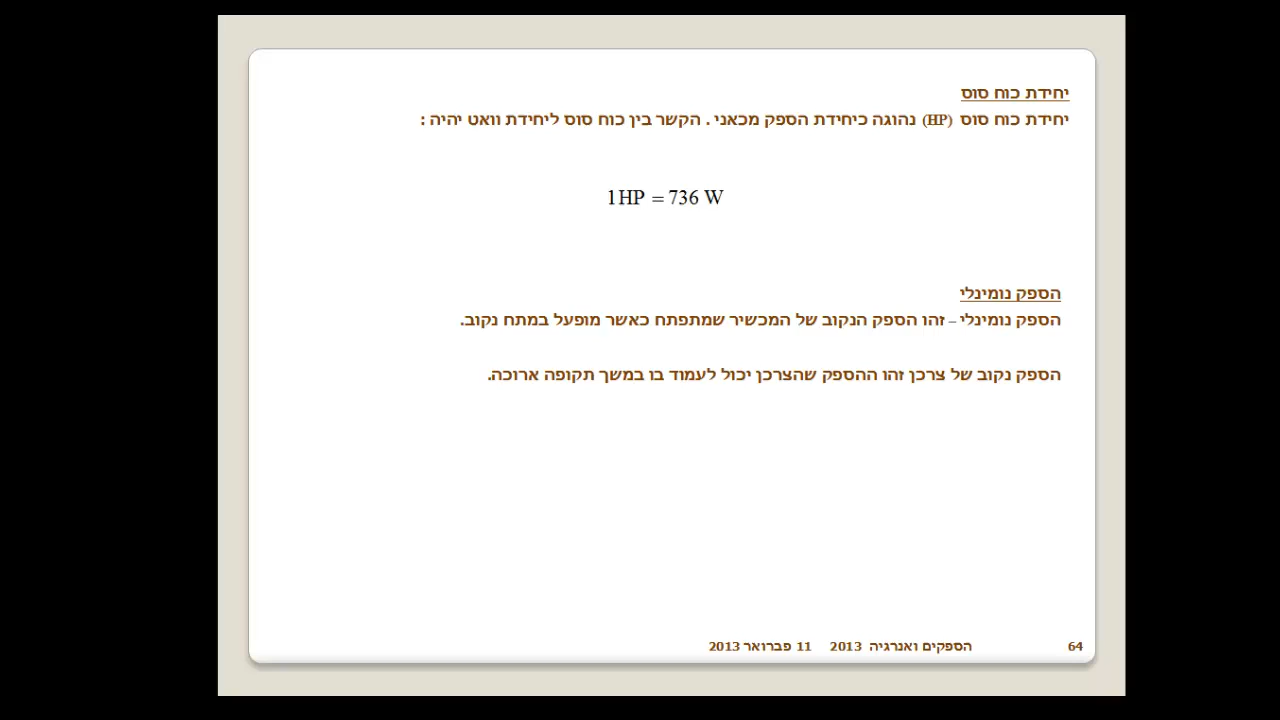 יחידת כוח סוס
יחידת כוח סוס (HP) נהוגה כיחידת הספק מכאני . הקשר בין כוח סוס ליחידת וואט יהיה :
1HP = 736 W
הספק נומינלי
הספק נומינלי – זהו הספק הנקוב של המכשיר שמתפתח כאשר מופעל במתח נקוב.
הספק נקוב של צרכן זהו ההספק שהצרכן יכול לעמוד בו במשך תקופה ארוכה.
64 הספקים ואנרגיה 2013 11 פברואר 2013